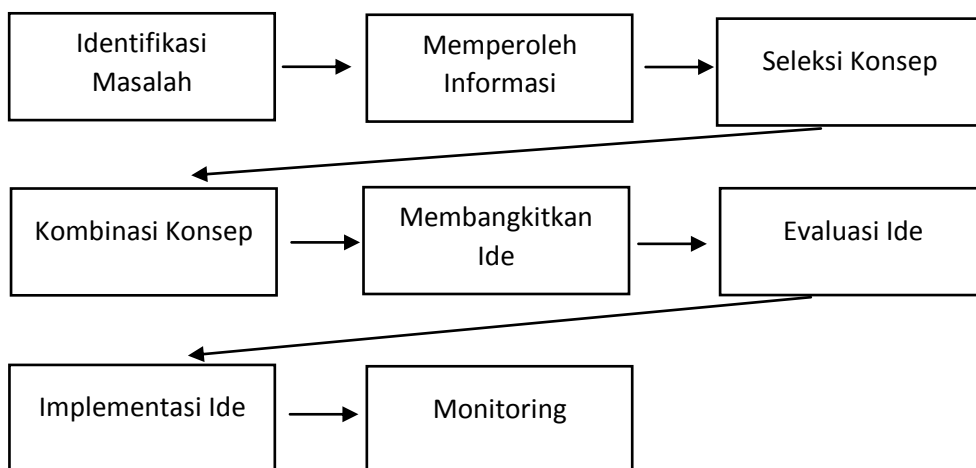 Identifikasi
Masalah
Memperoleh
Informasi
Seleksi Konsep
Kombinasi Konsep
Membangkitkan
Ide
Evaluasi Ide
Implementasi Ide
Monitoring